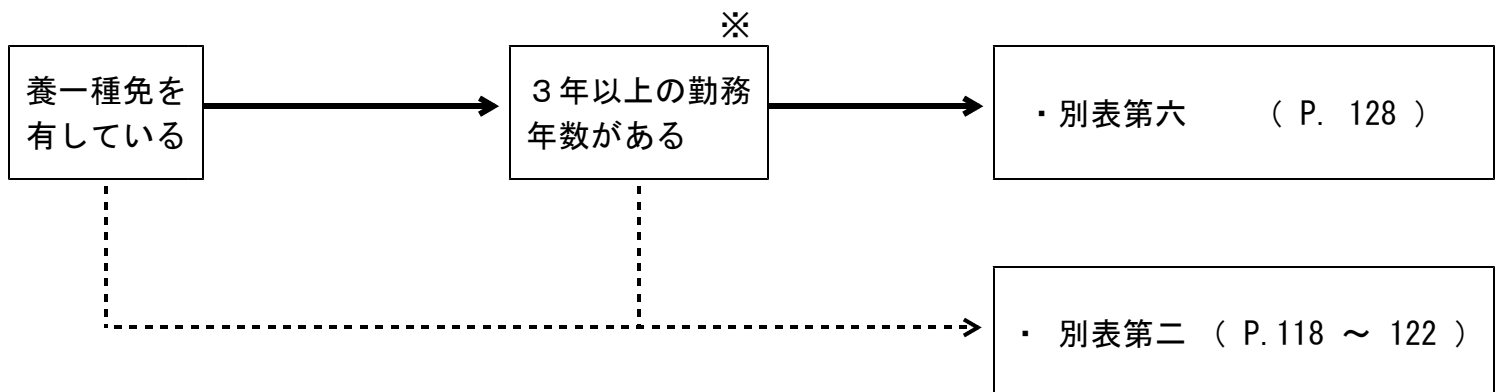 ※
養一種免を
有している
３年以上の勤務
年数がある
・別表第六　（ P. 128 ）
・ 別表第二 （ P.118 ～ 122 ）